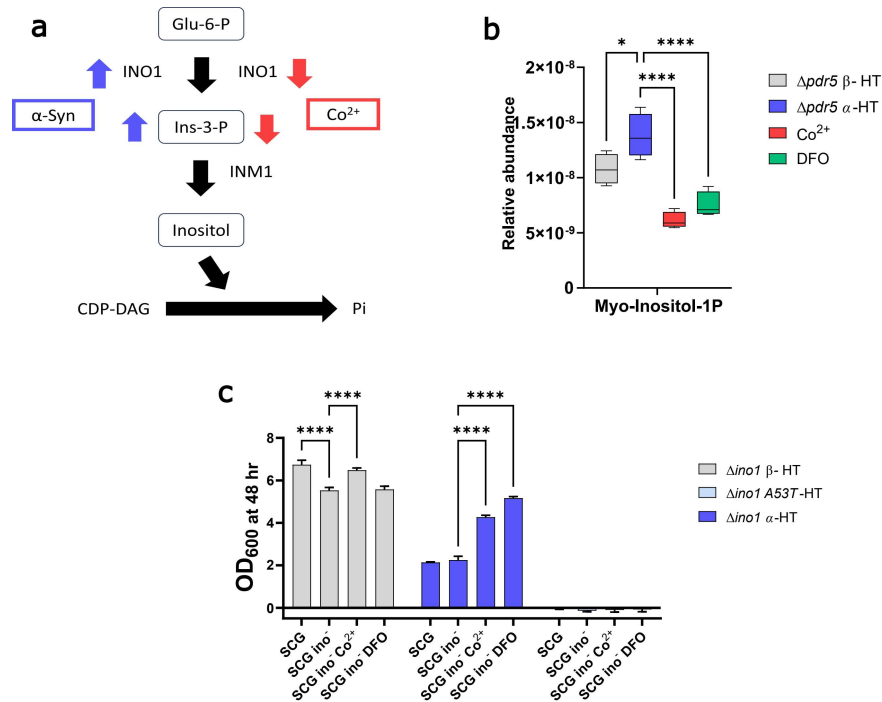 a
Glu-6-P
INO1
INO1
α-Syn
Ins-3-P
Co²⁺
INM1
Inositol
CDP-DAG
Pi
b
* ****
****
2×10⁻⁸
1.5×10⁻⁸
1×10⁻⁸
5×10⁻⁹
0
Relative abundance
Myo-Inositol-1P
Δpdr5 β- HT
Δpdr5 α-HT
Co²⁺
DFO
c
**** ****
**** ****
8
6
4
2
0
OD₆₀₀ at 48 hr
SCG
SCG ino⁻
SCG ino⁻ Co²⁺
SCG ino⁻ DFO
SCG
SCG ino⁻
SCG ino⁻ Co²⁺
SCG ino⁻ DFO
SCG
SCG ino⁻
SCG ino⁻ Co²⁺
SCG ino⁻ DFO
Δino1 β- HT
Δino1 A53T-HT
Δino1 α-HT